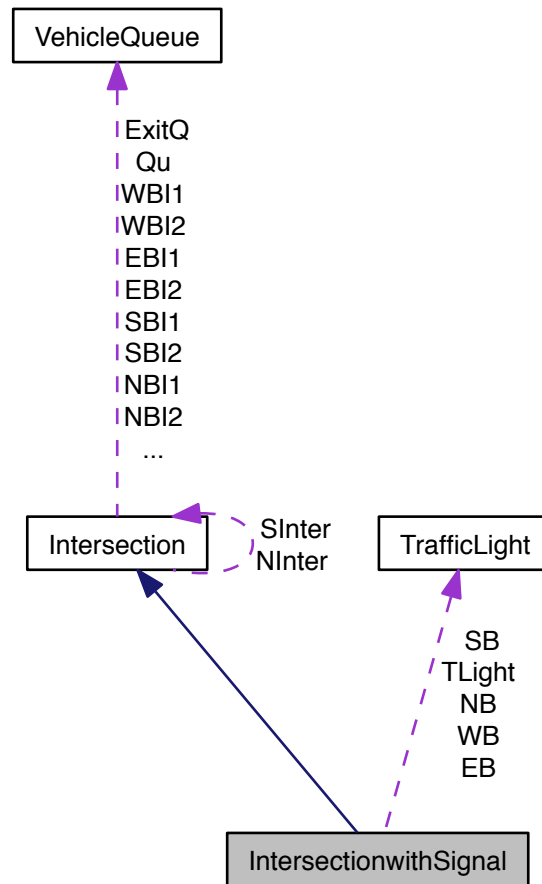 VehicleQueue
ExitQ
Qu
WBI1
WBI2
EBI1
EBI2
SBI1
SBI2
NBI1
NBI2
...
Intersection
SInter
NInter
TrafficLight
SB
TLight
NB
WB
EB
IntersectionwithSignal